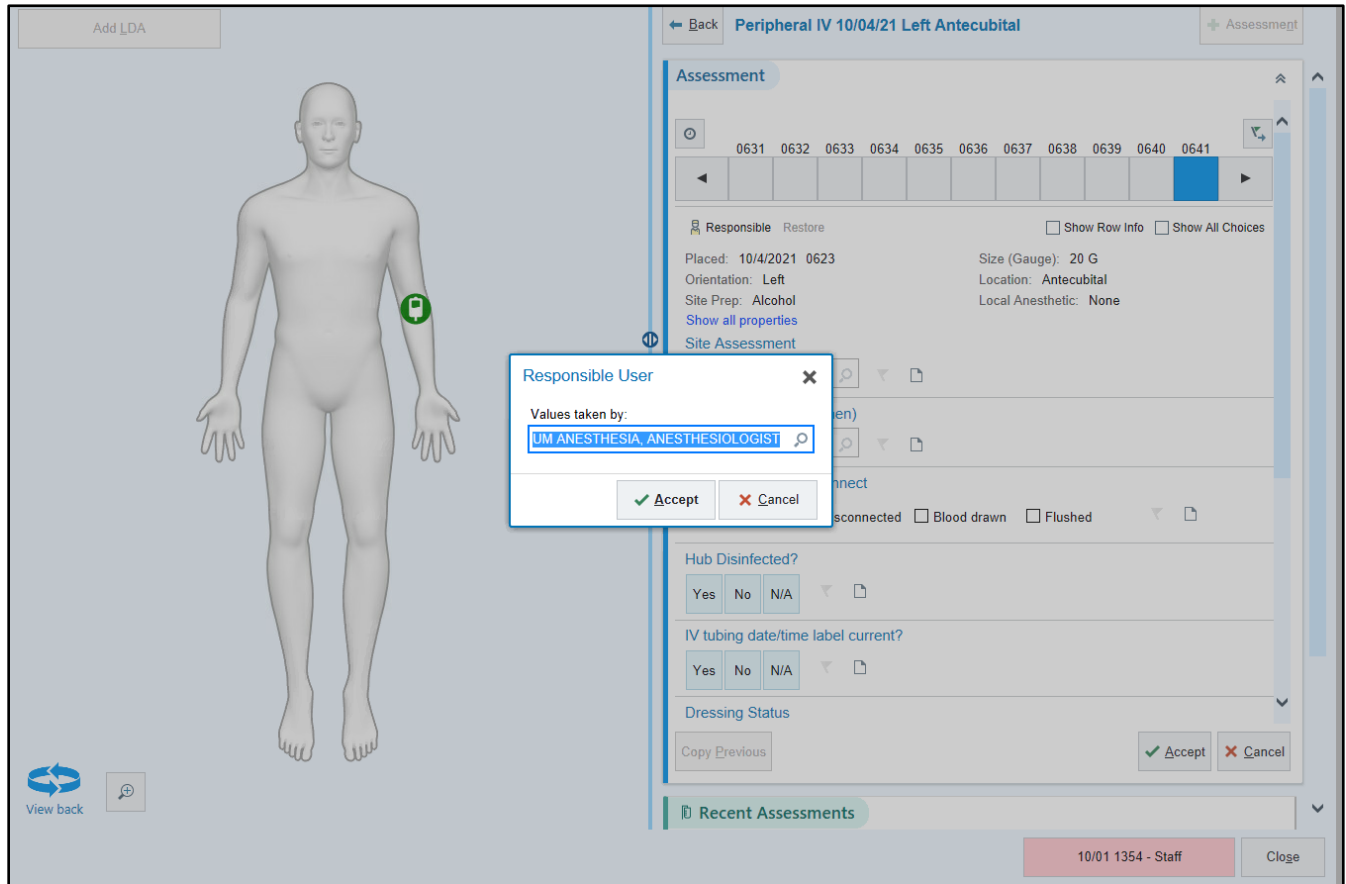 Add LDA
Back Peripheral IV 10/04/21 Left Antecubital Assessment
Assessment
0631 0632 0633 0634 0635 0636 0637 0638 0639 0640 0641
Responsible Restore Show Row Info Show All Choices
Placed: 10/4/2021 0623 Size (Gauge): 20 G
Orientation: Left Location: Antecubital
Site Prep: Alcohol Local Anesthetic: None
Show all properties
Site Assessment
Responsible User
Values taken by:
UM ANESTHESIA, ANESTHESIOLOGIST
Accept Cancel
Blood drawn Flushed
Hub Disinfected?
Yes No N/A
IV tubing date/time label current?
Yes No N/A
Dressing Status
Copy Previous Accept Cancel
View back
Recent Assessments
10/01 1354 - Staff Close